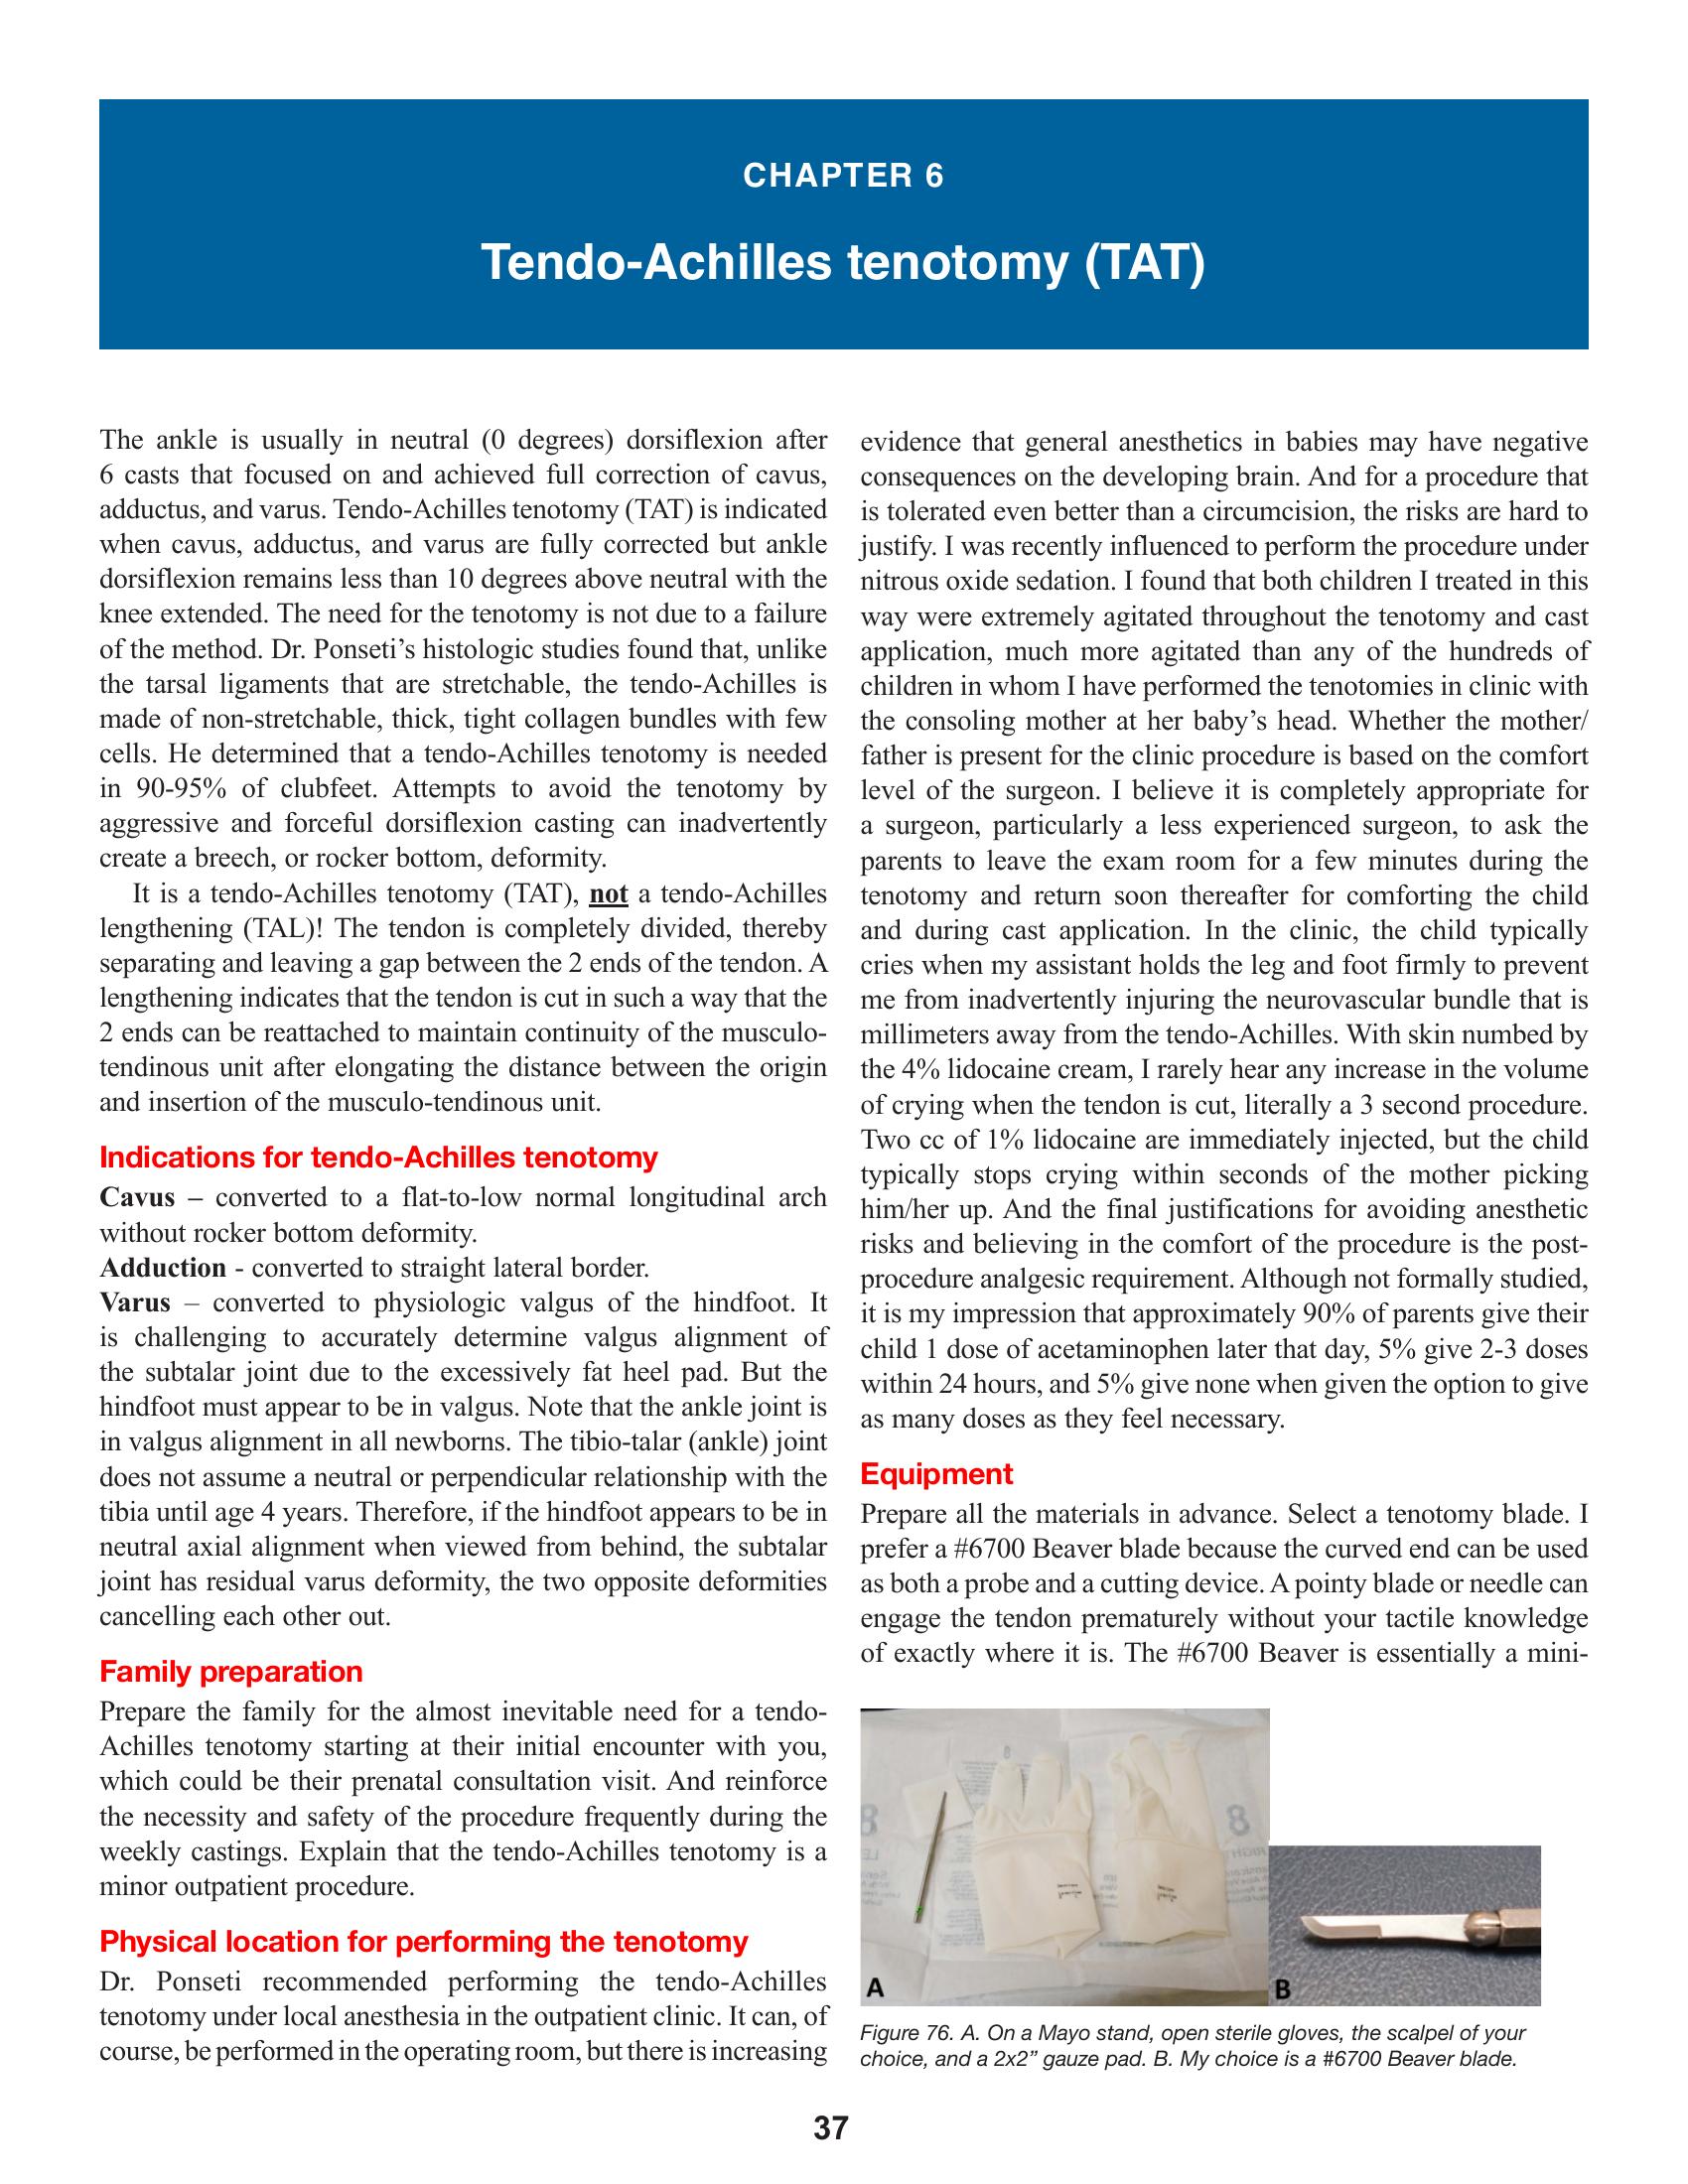 CHAPTER 6
Tendo-Achilles tenotomy (TAT)
The ankle is usually in neutral (0 degrees) dorsiflexion after
6 casts that focused on and achieved full correction of cavus,
adductus, and varus. Tendo-Achilles tenotomy (TAT) is indicated
when cavus, adductus, and varus are fully corrected but ankle
dorsiflexion remains less than 10 degrees above neutral with the
knee extended. The need for the tenotomy is not due to a failure
of the method. Dr. Ponseti’s histologic studies found that, unlike
the tarsal ligaments that are stretchable, the tendo-Achilles is
made of non-stretchable, thick, tight collagen bundles with few
cells. He determined that a tendo-Achilles tenotomy is needed
in 90-95% of clubfeet. Attempts to avoid the tenotomy by
aggressive and forceful dorsiflexion casting can inadvertently
create a breech, or rocker bottom, deformity.
It is a tendo-Achilles tenotomy (TAT), not a tendo-Achilles
lengthening (TAL)! The tendon is completely divided, thereby
separating and leaving a gap between the 2 ends of the tendon. A
lengthening indicates that the tendon is cut in such a way that the
2 ends can be reattached to maintain continuity of the musculo-
tendinous unit after elongating the distance between the origin
and insertion of the musculo-tendinous unit.
Indications for tendo-Achilles tenotomy
Cavus – converted to a flat-to-low normal longitudinal arch
without rocker bottom deformity.
Adduction - converted to straight lateral border.
Varus – converted to physiologic valgus of the hindfoot. It
is challenging to accurately determine valgus alignment of
the subtalar joint due to the excessively fat heel pad. But the
hindfoot must appear to be in valgus. Note that the ankle joint is
in valgus alignment in all newborns. The tibio-talar (ankle) joint
does not assume a neutral or perpendicular relationship with the
tibia until age 4 years. Therefore, if the hindfoot appears to be in
neutral axial alignment when viewed from behind, the subtalar
joint has residual varus deformity, the two opposite deformities
cancelling each other out.
Family preparation
Prepare the family for the almost inevitable need for a tendo-
Achilles tenotomy starting at their initial encounter with you,
which could be their prenatal consultation visit. And reinforce
the necessity and safety of the procedure frequently during the
weekly castings. Explain that the tendo-Achilles tenotomy is a
minor outpatient procedure.
Physical location for performing the tenotomy
Dr. Ponseti recommended performing the tendo-Achilles
tenotomy under local anesthesia in the outpatient clinic. It can, of
course, be performed in the operating room, but there is increasing
evidence that general anesthetics in babies may have negative
consequences on the developing brain. And for a procedure that
is tolerated even better than a circumcision, the risks are hard to
justify. I was recently influenced to perform the procedure under
nitrous oxide sedation. I found that both children I treated in this
way were extremely agitated throughout the tenotomy and cast
application, much more agitated than any of the hundreds of
children in whom I have performed the tenotomies in clinic with
the consoling mother at her baby’s head. Whether the mother/
father is present for the clinic procedure is based on the comfort
level of the surgeon. I believe it is completely appropriate for
a surgeon, particularly a less experienced surgeon, to ask the
parents to leave the exam room for a few minutes during the
tenotomy and return soon thereafter for comforting the child
and during cast application. In the clinic, the child typically
cries when my assistant holds the leg and foot firmly to prevent
me from inadvertently injuring the neurovascular bundle that is
millimeters away from the tendo-Achilles. With skin numbed by
the 4% lidocaine cream, I rarely hear any increase in the volume
of crying when the tendon is cut, literally a 3 second procedure.
Two cc of 1% lidocaine are immediately injected, but the child
typically stops crying within seconds of the mother picking
him/her up. And the final justifications for avoiding anesthetic
risks and believing in the comfort of the procedure is the post-
procedure analgesic requirement. Although not formally studied,
it is my impression that approximately 90% of parents give their
child 1 dose of acetaminophen later that day, 5% give 2-3 doses
within 24 hours, and 5% give none when given the option to give
as many doses as they feel necessary.
Equipment
Prepare all the materials in advance. Select a tenotomy blade. I
prefer a #6700 Beaver blade because the curved end can be used
as both a probe and a cutting device. A pointy blade or needle can
engage the tendon prematurely without your tactile knowledge
of exactly where it is. The #6700 Beaver is essentially a mini-
8
8
8
A
B
Figure 76. A. On a Mayo stand, open sterile gloves, the scalpel of your
choice, and a 2x2” gauze pad. B. My choice is a #6700 Beaver blade.
37